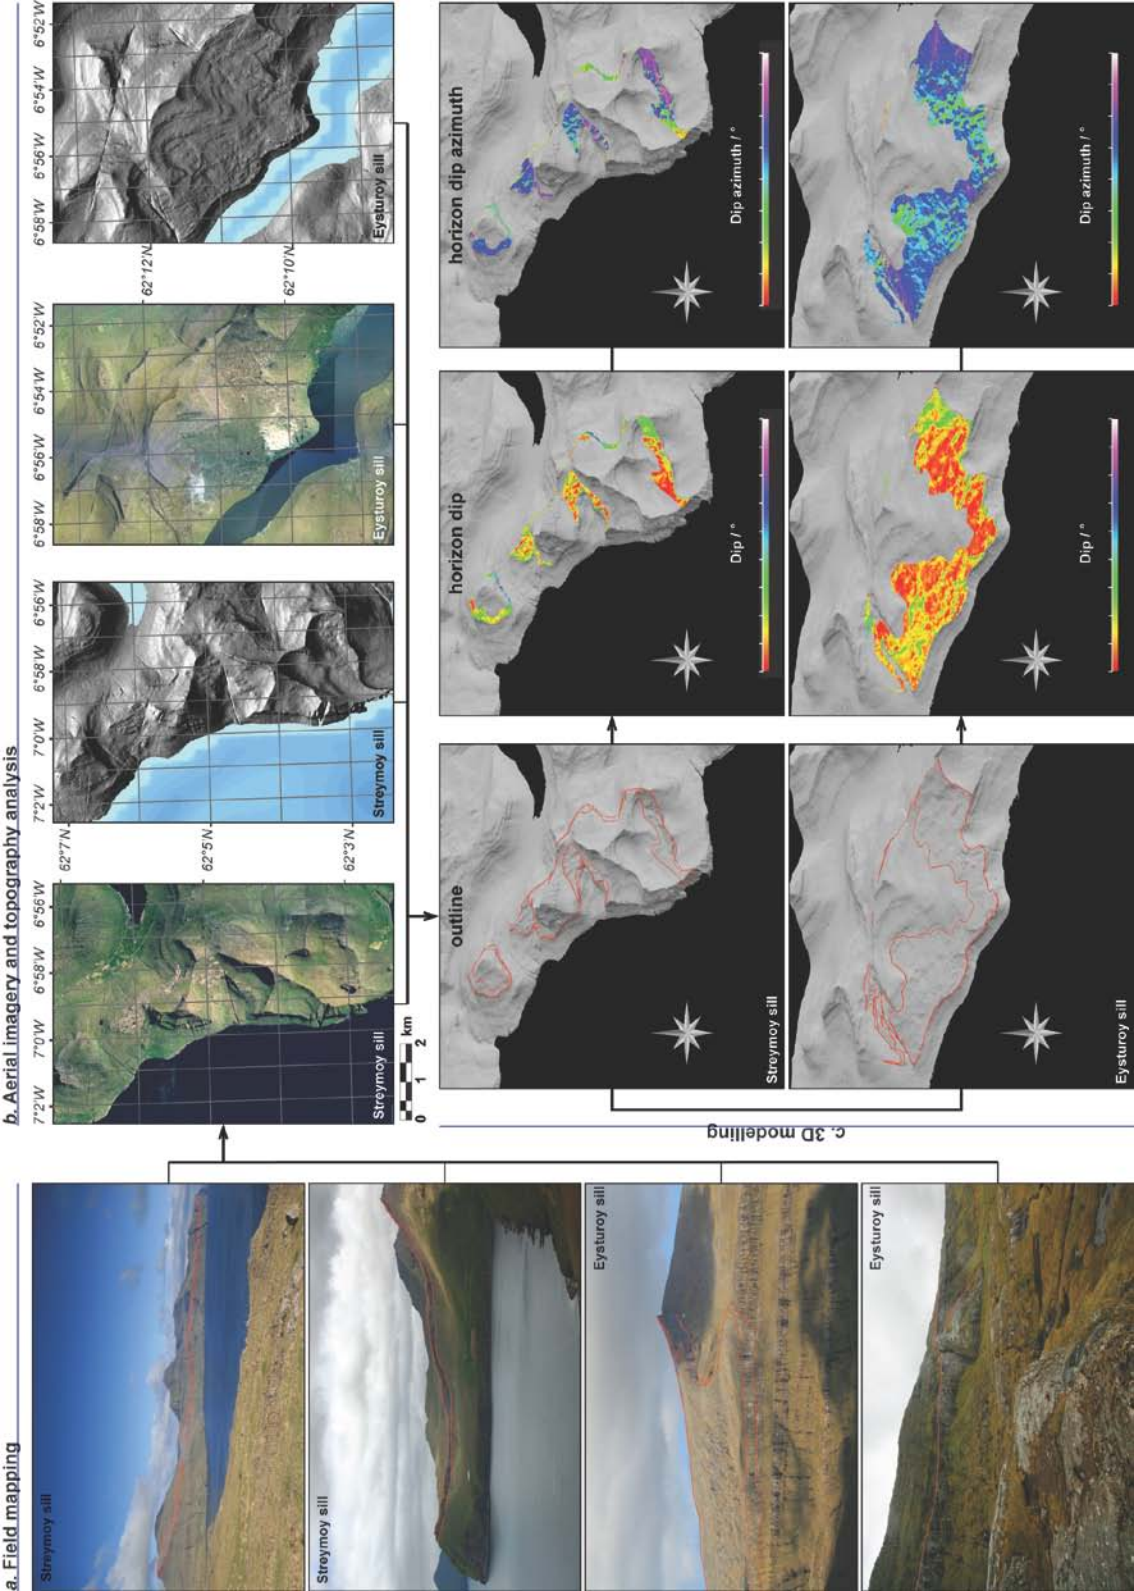 a. Field mapping
Streymoy sill
Streymoy sill
Eysturoy sill
Eysturoy sill
b. Aerial imagery and topography analysis
7°2'W 7°0'W 6°58'W 6°56'W
62°7'N
62°5'N
62°3'N
Streymoy sill
0 1 2 km
7°2'W 7°0'W 6°58'W 6°56'W
Streymoy sill
6°58'W 6°56'W 6°54'W 6°52'W
62°12'N
62°10'N
Eysturoy sill
6°58'W 6°56'W 6°54'W 6°52'W
Eysturoy sill
c. 3D modelling
outline
Streymoy sill
horizon dip
Dip / °
horizon dip azimuth
Dip azimuth / °
Eysturoy sill
Dip / °
Dip azimuth / °